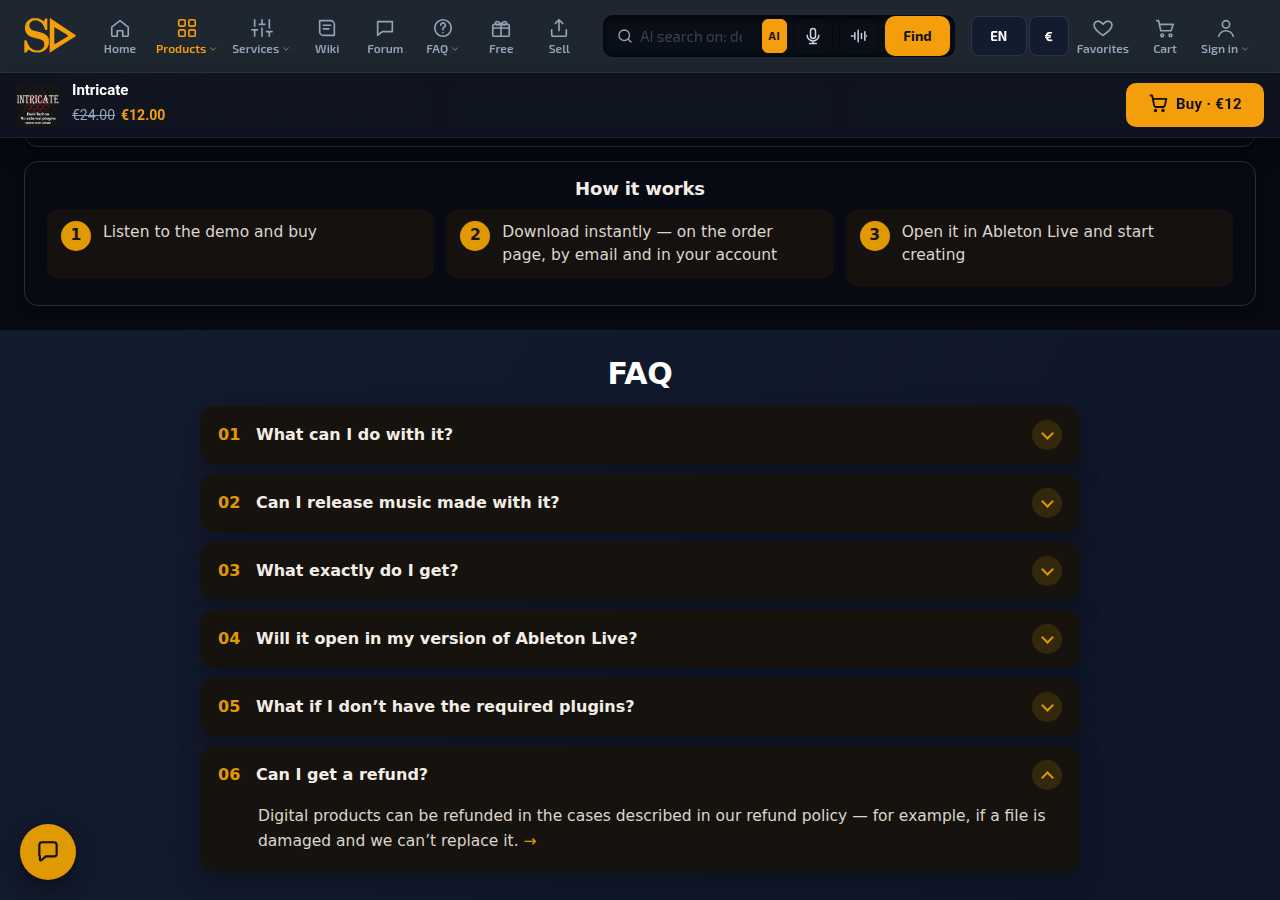 Home
Products
Services
Wiki
Forum
FAQ
Free
Sell
AI search on: du
AI
Find
EN
€
Favorites
Cart
Sign in
INTRICATE
Intricate
€24.00 €12.00
Buy · €12
How it works
1 Listen to the demo and buy
2 Download instantly — on the order
page, by email and in your account
3 Open it in Ableton Live and start
creating
FAQ
01 What can I do with it?
02 Can I release music made with it?
03 What exactly do I get?
04 Will it open in my version of Ableton Live?
05 What if I don’t have the required plugins?
06 Can I get a refund?
Digital products can be refunded in the cases described in our refund policy — for example, if a file is
damaged and we can’t replace it. →